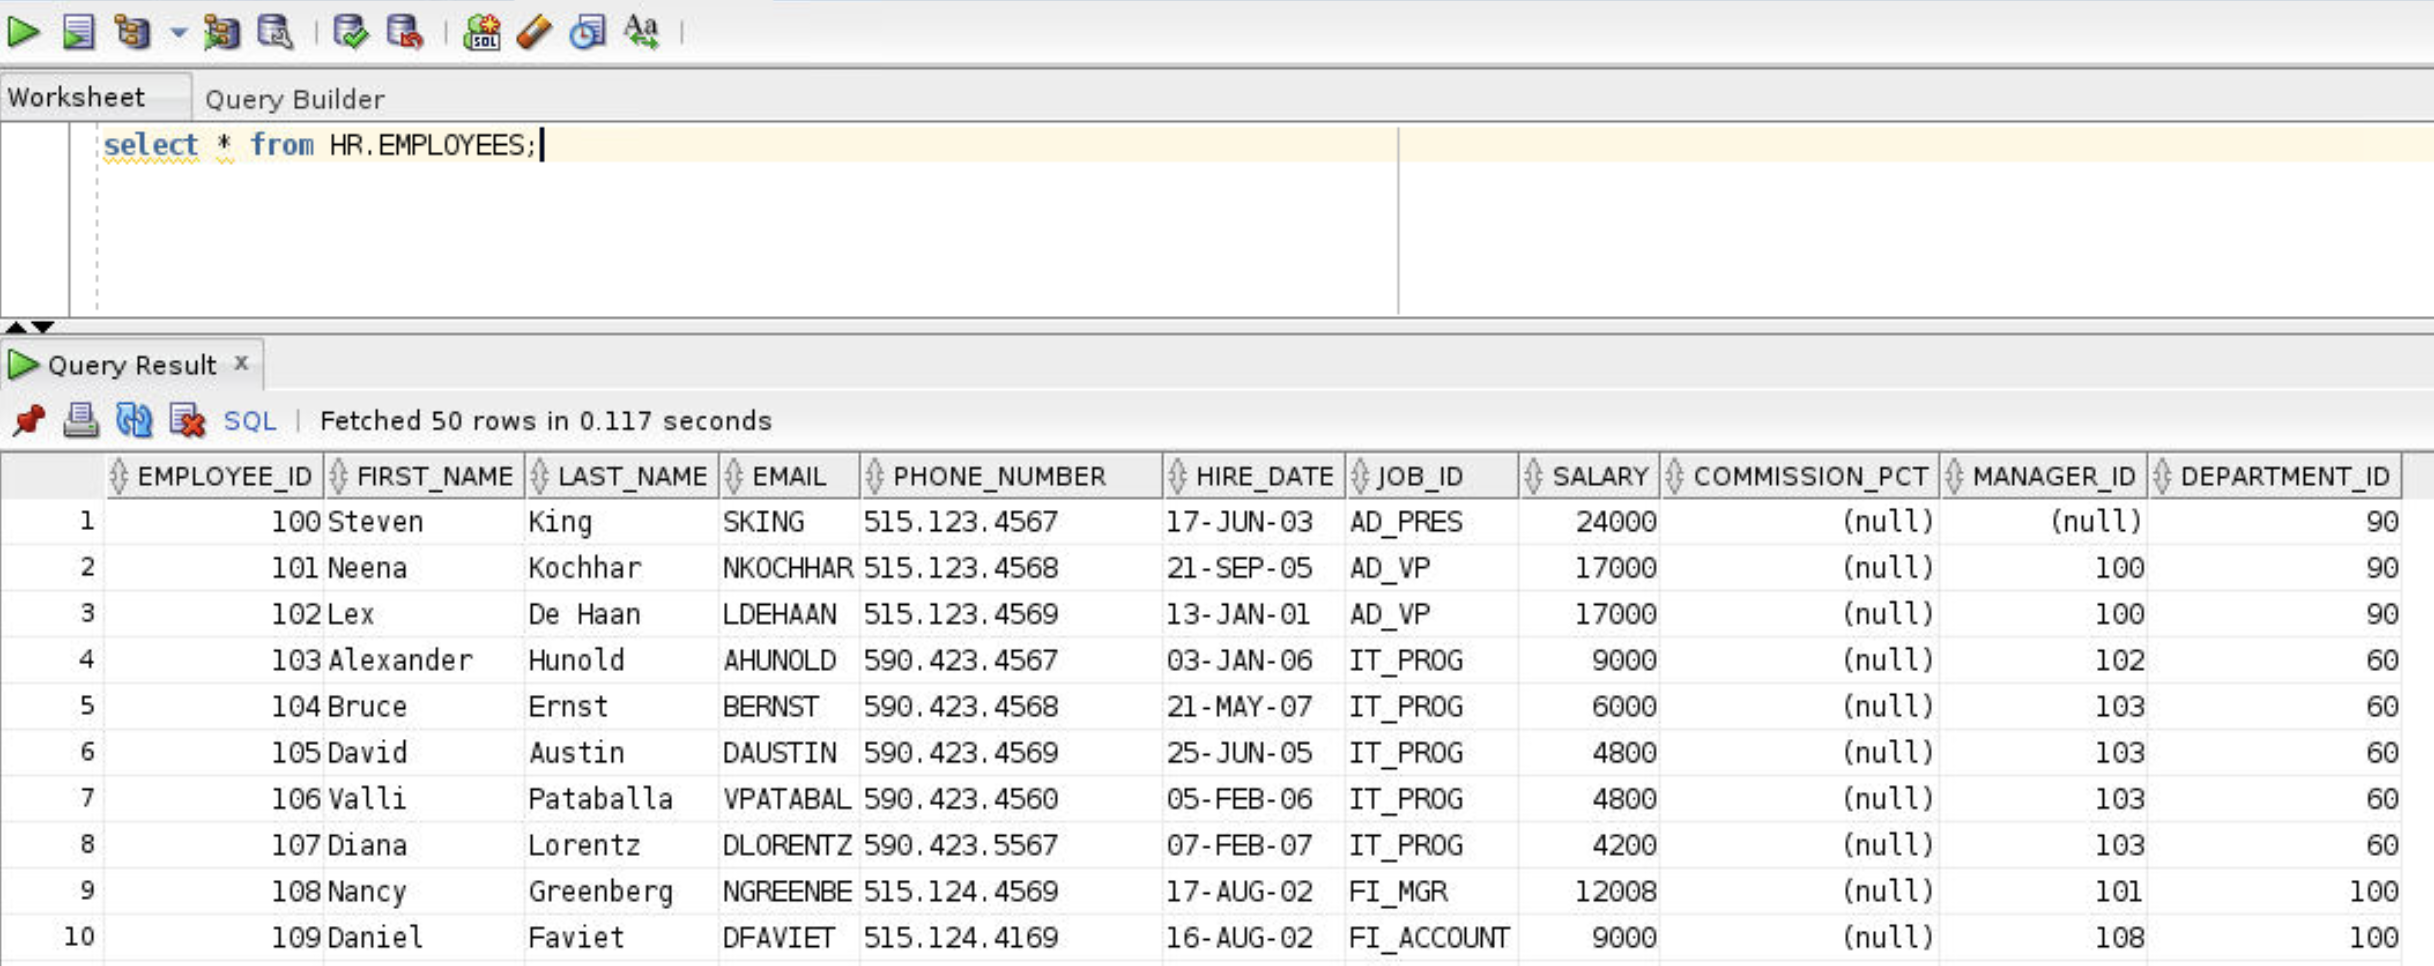 SQL Aa
Worksheet Query Builder
select * from HR.EMPLOYEES;
Query Result x
SQL | Fetched 50 rows in 0.117 seconds
EMPLOYEE_ID FIRST_NAME LAST_NAME EMAIL PHONE_NUMBER HIRE_DATE JOB_ID SALARY COMMISSION_PCT MANAGER_ID DEPARTMENT_ID
1 100 Steven King SKING 515.123.4567 17-JUN-03 AD_PRES 24000 (null) (null) 90
2 101 Neena Kochhar NKOCHHAR 515.123.4568 21-SEP-05 AD_VP 17000 (null) 100 90
3 102 Lex De Haan LDEHAAN 515.123.4569 13-JAN-01 AD_VP 17000 (null) 100 90
4 103 Alexander Hunold AHUNOLD 590.423.4567 03-JAN-06 IT_PROG 9000 (null) 102 60
5 104 Bruce Ernst BERNST 590.423.4568 21-MAY-07 IT_PROG 6000 (null) 103 60
6 105 David Austin DAUSTIN 590.423.4569 25-JUN-05 IT_PROG 4800 (null) 103 60
7 106 Valli Pataballa VPATABAL 590.423.4560 05-FEB-06 IT_PROG 4800 (null) 103 60
8 107 Diana Lorentz DLORENTZ 590.423.5567 07-FEB-07 IT_PROG 4200 (null) 103 60
9 108 Nancy Greenberg NGREENBE 515.124.4569 17-AUG-02 FI_MGR 12008 (null) 101 100
10 109 Daniel Faviet DFAVIET 515.124.4169 16-AUG-02 FI_ACCOUNT 9000 (null) 108 100